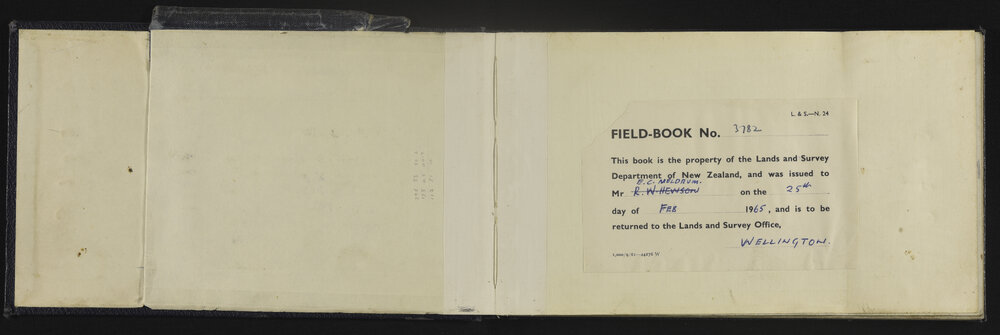 L. & S.—N. 24
FIELD-BOOK No. 3782
This book is the property of the Lands and Survey
Department of New Zealand, and was issued to
E. C. MELDRUM.
Mr R. W. HEWSON on the 25th
day of FEB 1965, and is to be
returned to the Lands and Survey Office,
WELLINGTON.